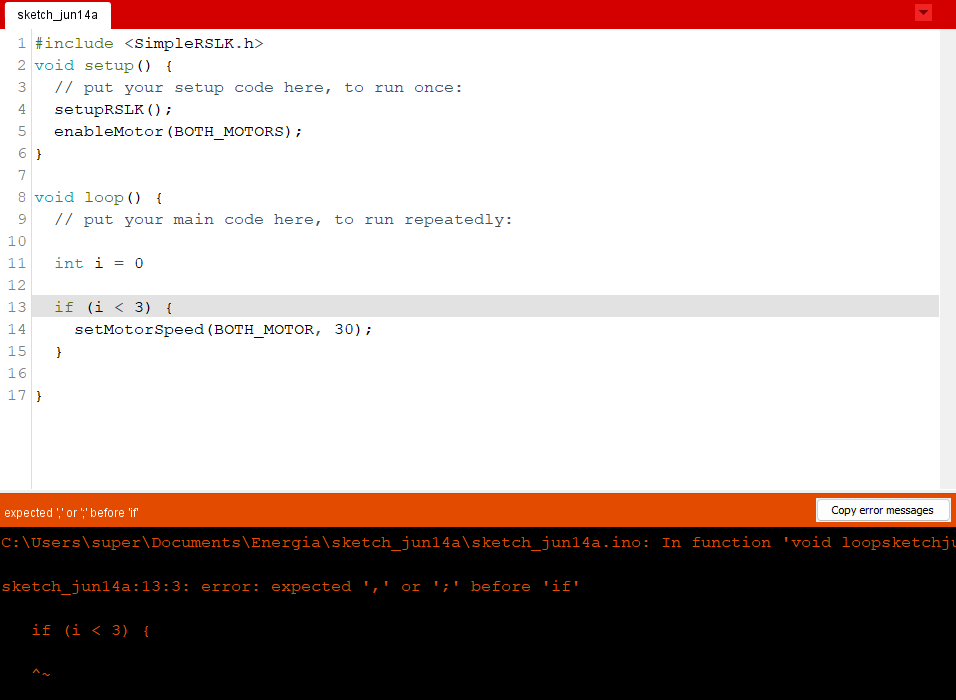 sketch_jun14a
1 #include <SimpleRSLK.h>
2 void setup() {
3   // put your setup code here, to run once:
4   setupRSLK();
5   enableMotor(BOTH_MOTORS);
6 }
7
8 void loop() {
9   // put your main code here, to run repeatedly:
10
11   int i = 0
12
13   if (i < 3) {
14     setMotorSpeed(BOTH_MOTOR, 30);
15   }
16
17 }
expected ',' or ';' before 'if'
Copy error messages
C:\Users\super\Documents\Energia\sketch_jun14a\sketch_jun14a.ino: In function 'void loopsketchju
sketch_jun14a:13:3: error: expected ',' or ';' before 'if'
   if (i < 3) {
   ^~